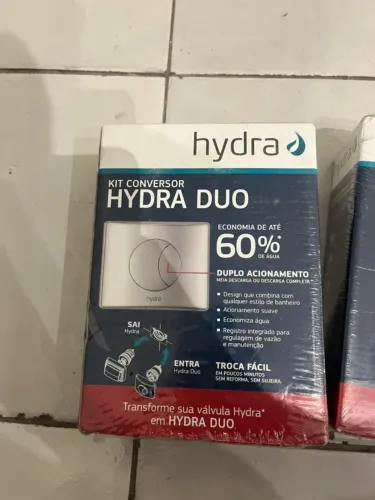 hydra
KIT CONVERSOR
HYDRA DUO
ECONOMIA DE ATÉ
60%*
DE ÁGUA
DUPLO ACIONAMENTO
MEIA DESCARGA OU DESCARGA COMPLETA
hydra
• Design que combina com
qualquer estilo de banheiro
• Acionamento suave
• Economiza água
• Registro integrado para
regulagem de vazão
e manutenção
SAI
Hydra
ENTRA
Hydra Duo
TROCA FÁCIL
EM POUCOS MINUTOS
SEM REFORMA, SEM SUJEIRA.
Transforme sua válvula Hydra*
em HYDRA DUO